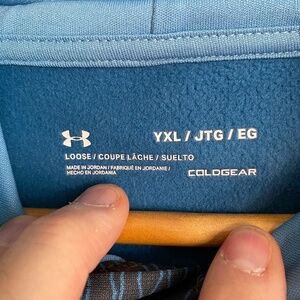 YXL / JTG / EG
LOOSE / COUPE LÂCHE / SUELTO
MADE IN JORDAN / FABRIQUÉ EN JORDANIE /
HECHO EN JORDANIA
COLDGEAR